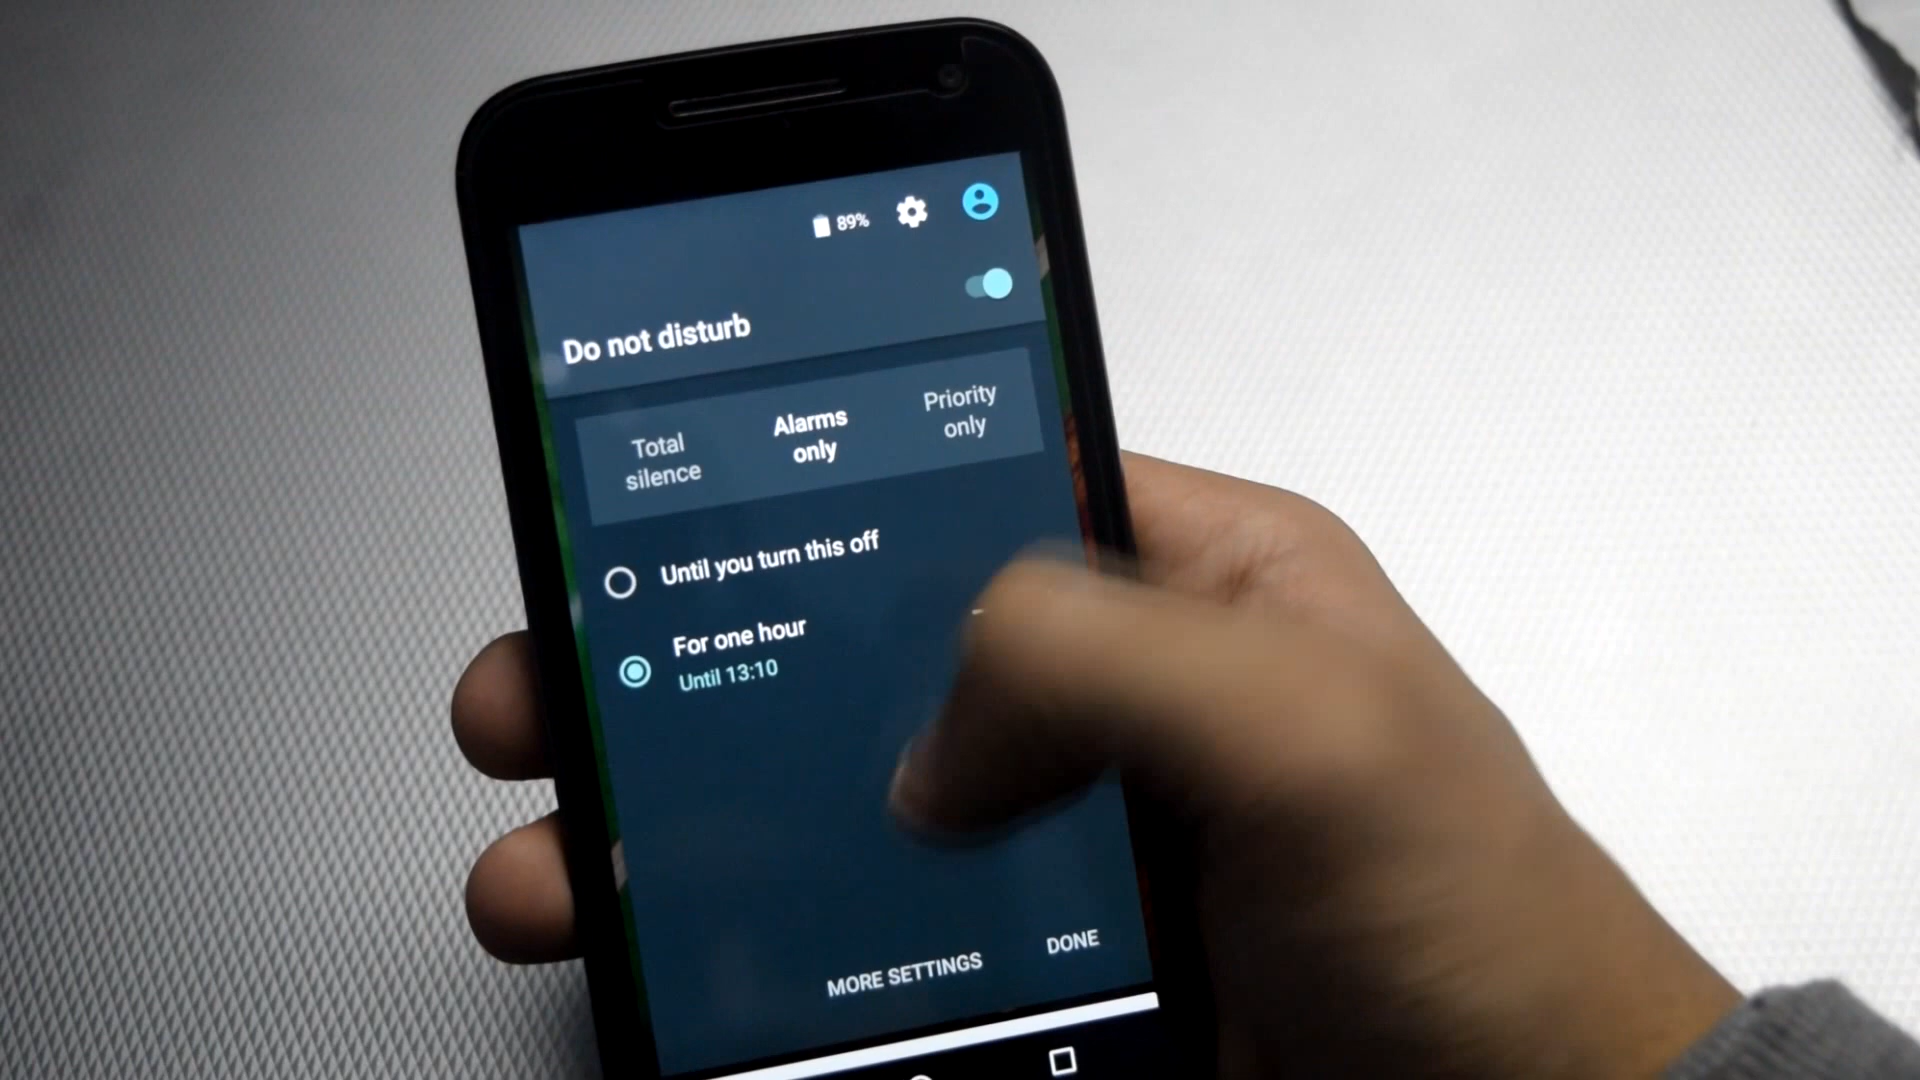 89%
Do not disturb
Total
silence
Alarms
only
Priority
only
Until you turn this off
For one hour
Until 13:10
MORE SETTINGS
DONE